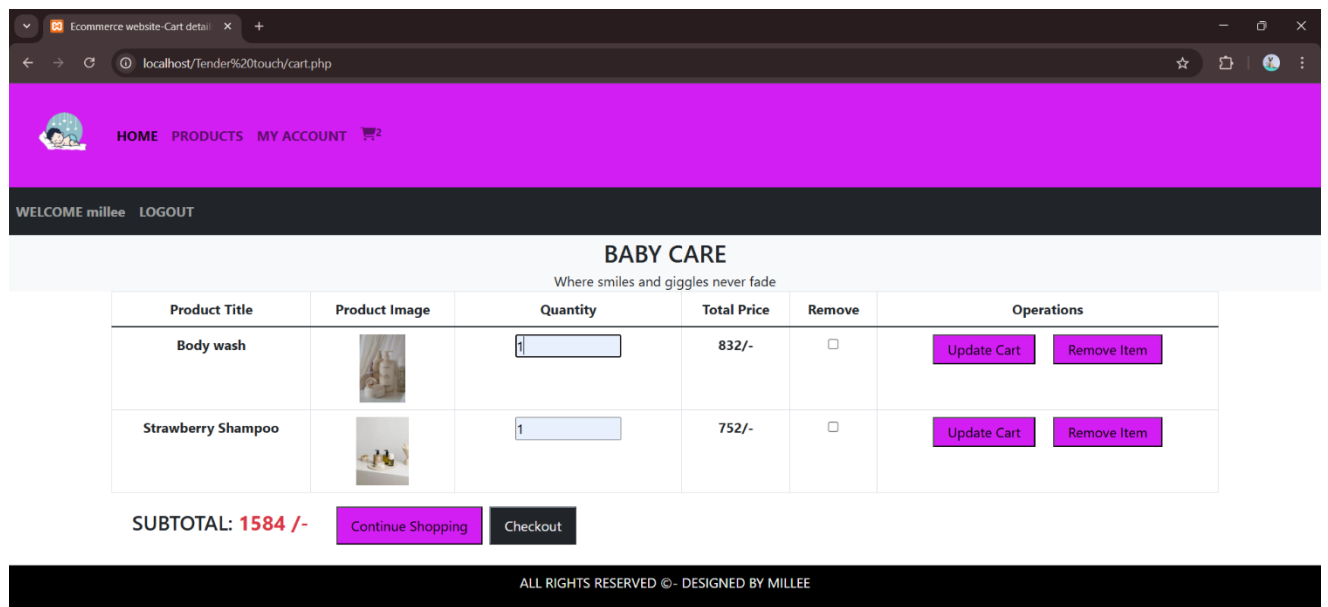 Ecommerce website-Cart detail
localhost/Tender%20touch/cart.php
HOME PRODUCTS MY ACCOUNT 2
WELCOME millee LOGOUT
BABY CARE
Where smiles and giggles never fade
Product Title Product Image Quantity Total Price Remove Operations
Body wash 1 832/- Update Cart Remove Item
Strawberry Shampoo 1 752/- Update Cart Remove Item
SUBTOTAL: 1584 /- Continue Shopping Checkout
ALL RIGHTS RESERVED ©- DESIGNED BY MILLEE